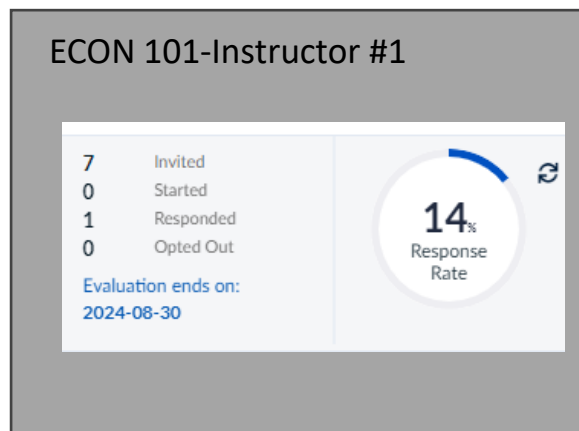 ECON 101-Instructor #1
7 Invited
0 Started
1 Responded
0 Opted Out
Evaluation ends on:
2024-08-30
14%
Response
Rate